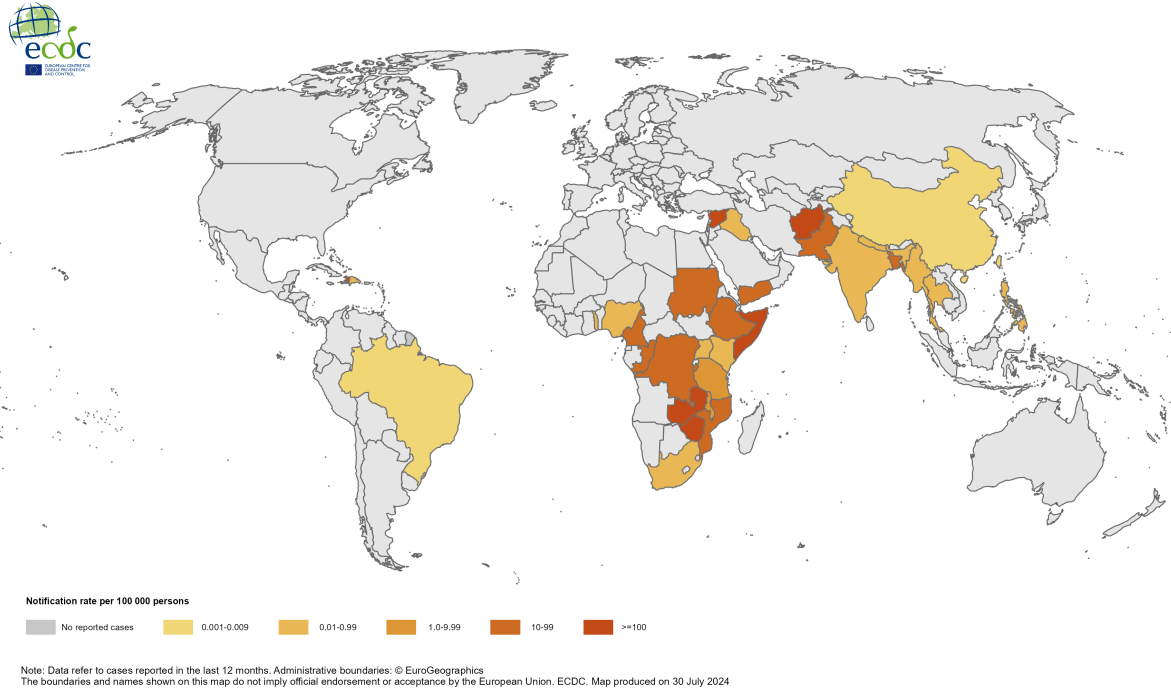 ecdc
EUROPEAN CENTRE FOR
DISEASE PREVENTION
AND CONTROL
Notification rate per 100 000 persons
No reported cases
0.001-0.009
0.01-0.99
1.0-9.99
10-99
>=100
Note: Data refer to cases reported in the last 12 months. Administrative boundaries: © EuroGeographics
The boundaries and names shown on this map do not imply official endorsement or acceptance by the European Union. ECDC. Map produced on 30 July 2024